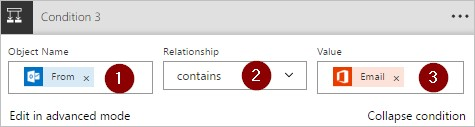 Condition 3
Object Name
Relationship
Value
From ×
1
contains
2
Email ×
3
Edit in advanced mode
Collapse condition